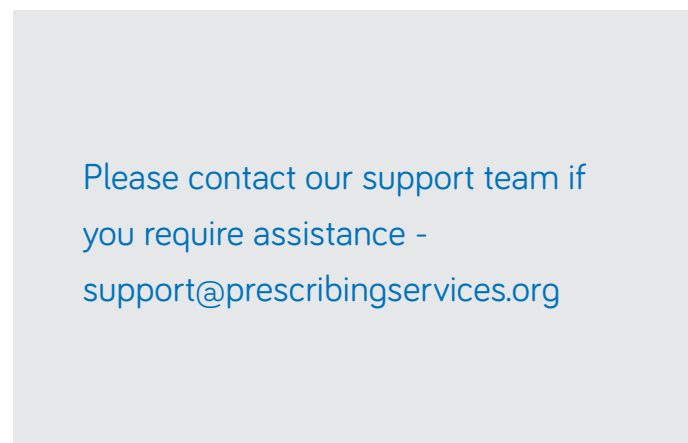 Please contact our support team if
you require assistance -
support@prescribingservices.org